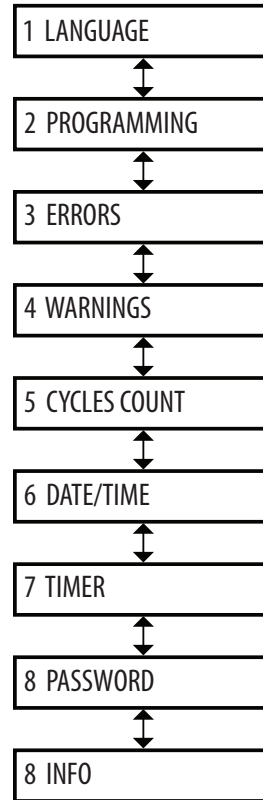 1 LANGUAGE
2 PROGRAMMING
3 ERRORS
4 WARNINGS
5 CYCLES COUNT
6 DATE/TIME
7 TIMER
8 PASSWORD
8 INFO